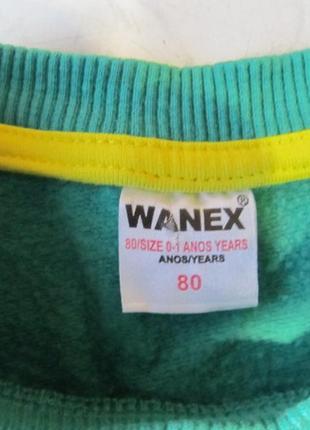 WANEX®
80/SIZE 0-1 ANOS YEARS
ANOS/YEARS
80